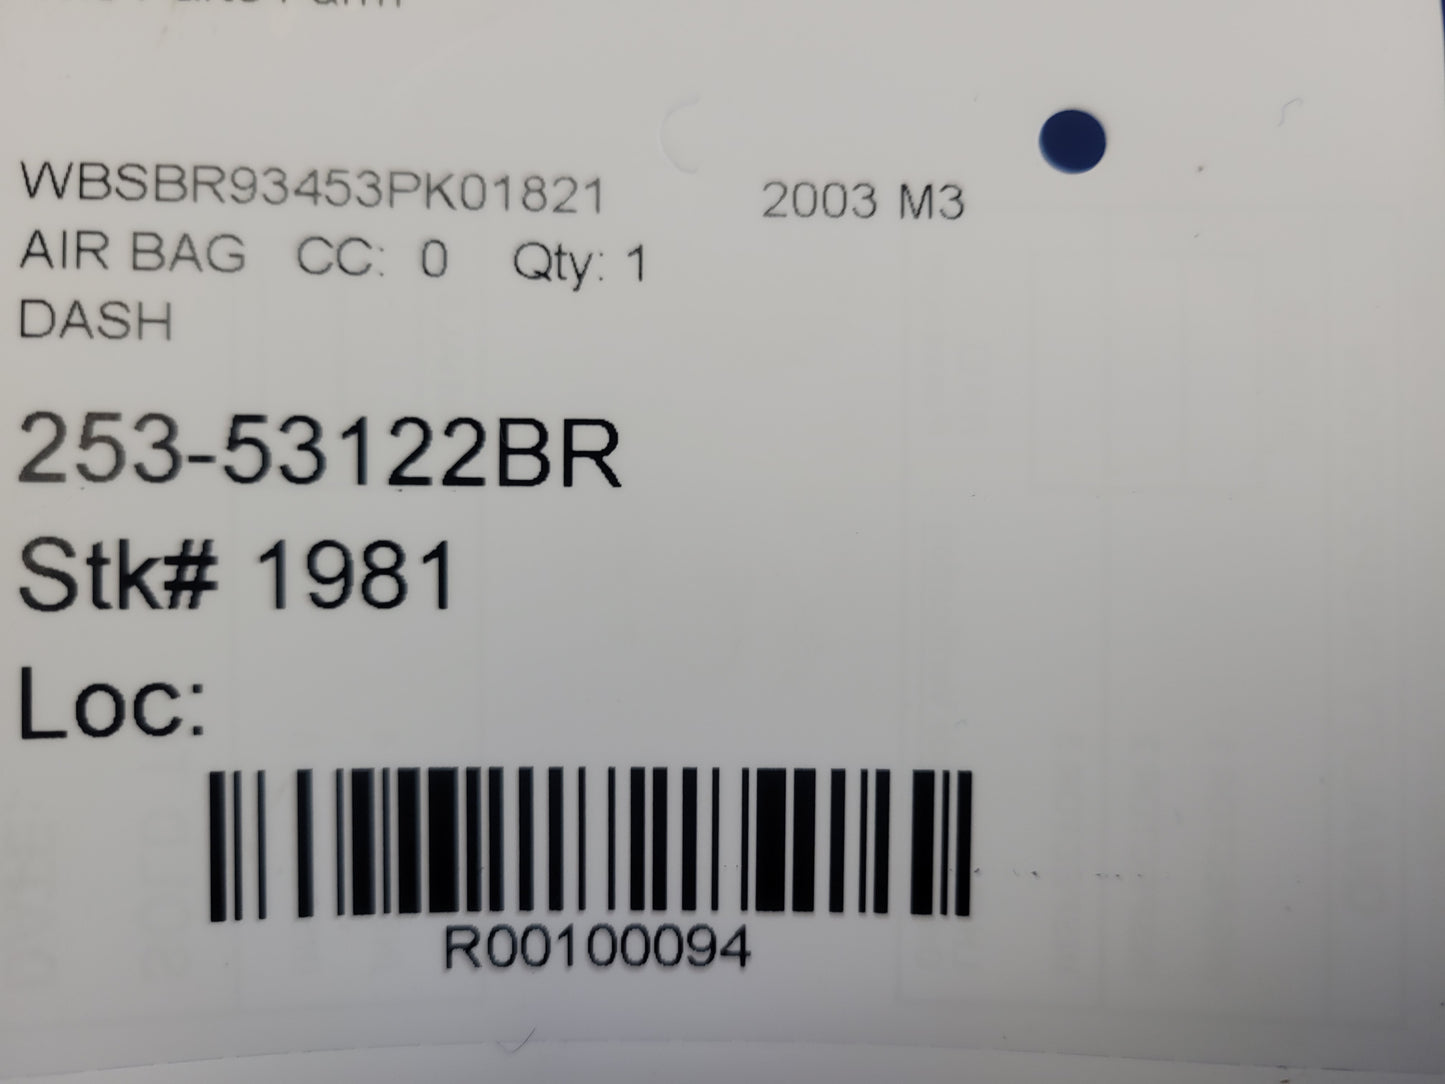 WBSBR93453PK01821 2003 M3
AIR BAG CC: 0 Qty: 1
DASH
253-53122BR
Stk# 1981
Loc:
R00100094